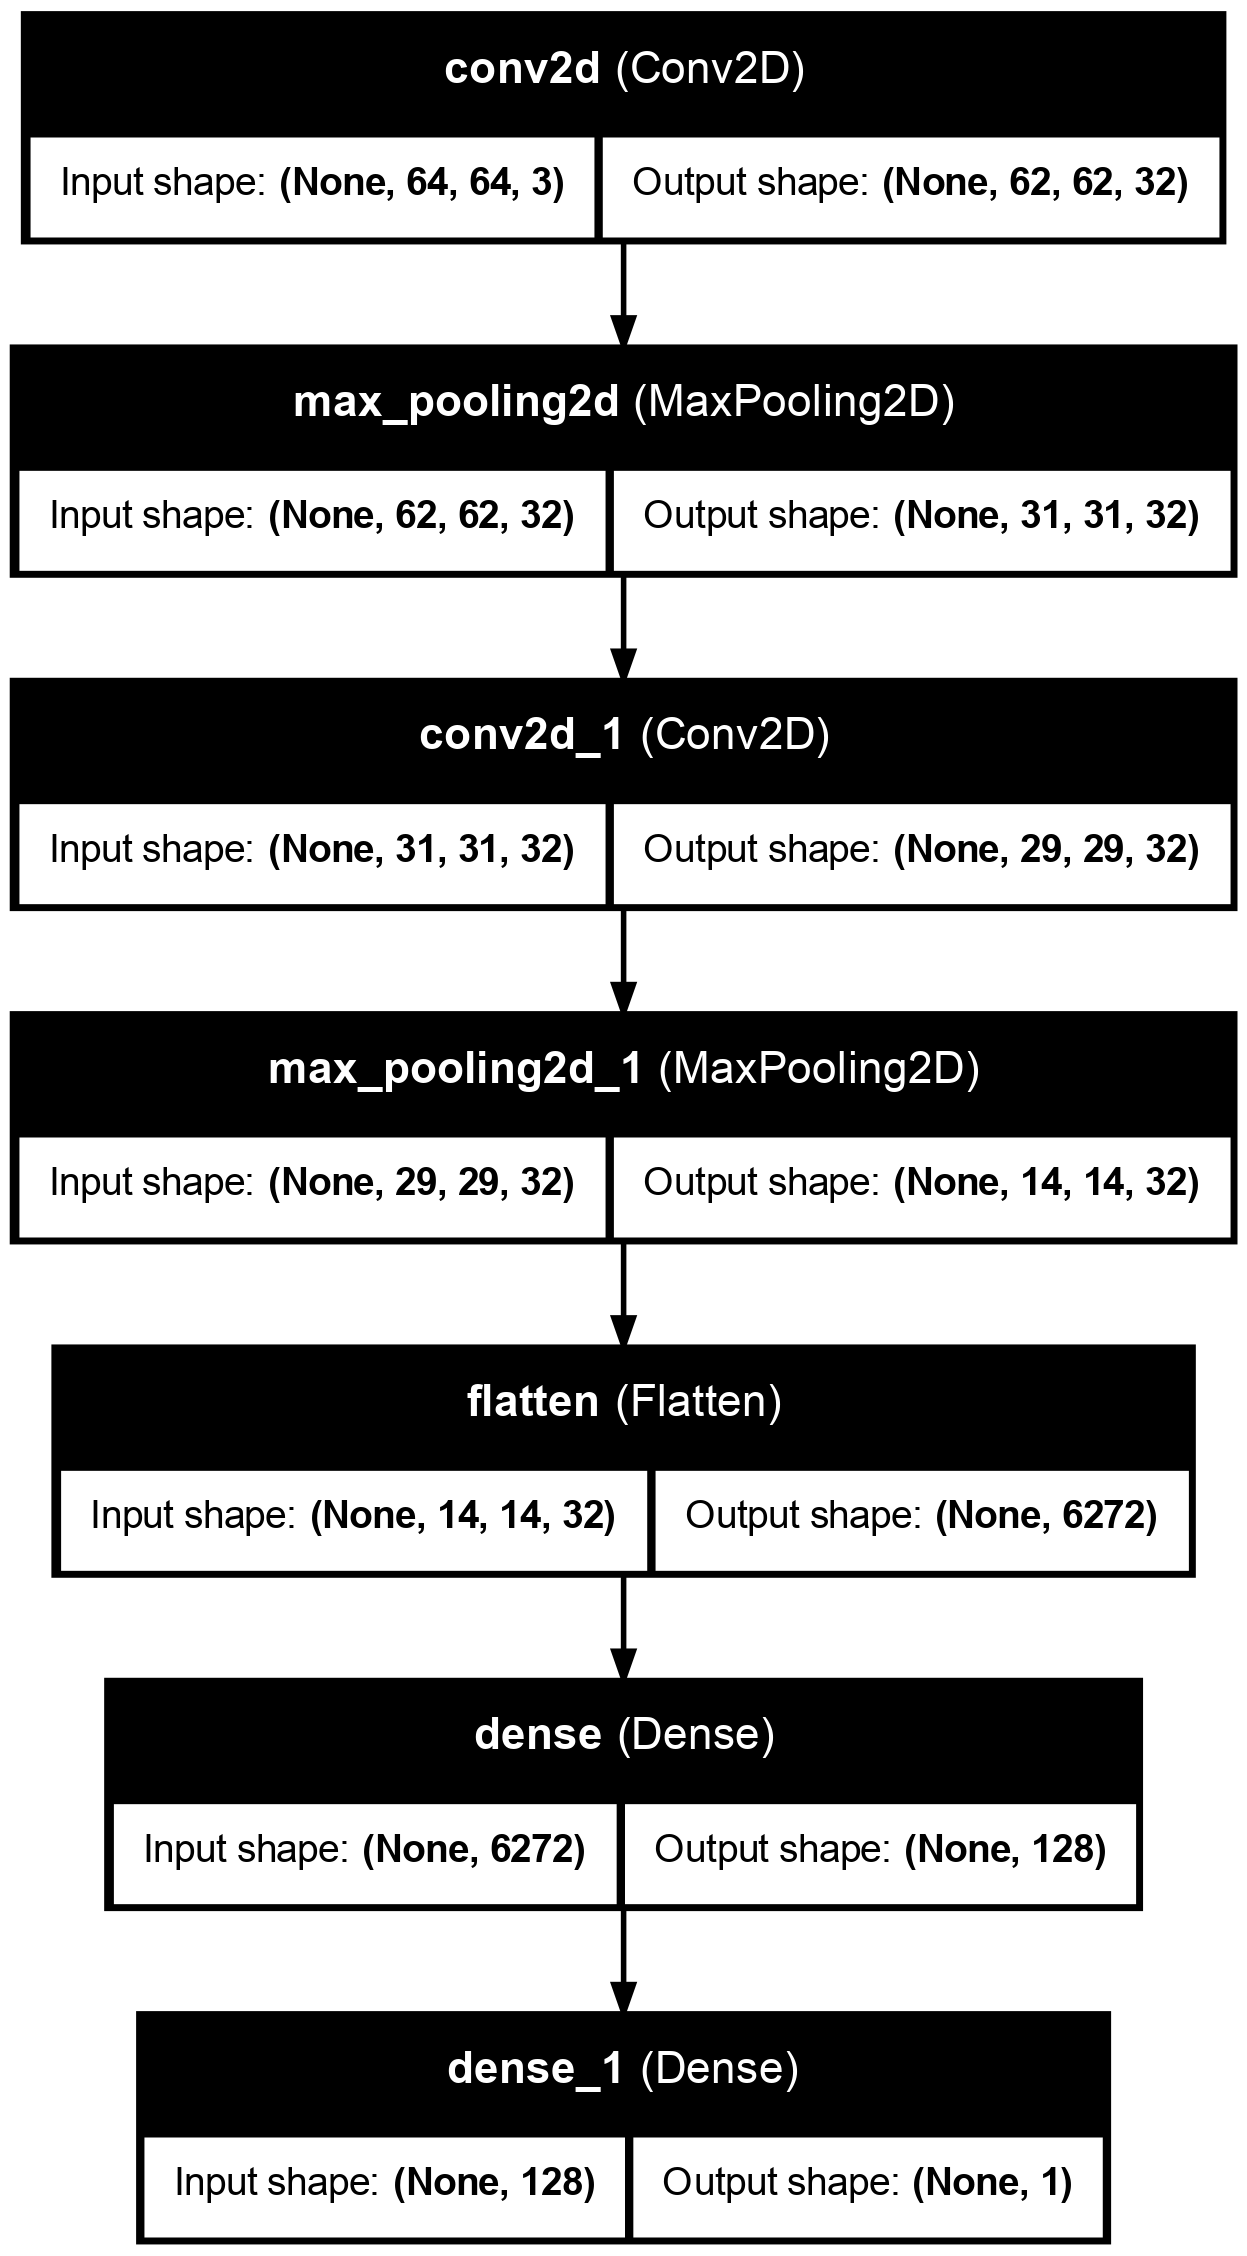 conv2d (Conv2D)
Input shape: (None, 64, 64, 3) Output shape: (None, 62, 62, 32)
max_pooling2d (MaxPooling2D)
Input shape: (None, 62, 62, 32) Output shape: (None, 31, 31, 32)
conv2d_1 (Conv2D)
Input shape: (None, 31, 31, 32) Output shape: (None, 29, 29, 32)
max_pooling2d_1 (MaxPooling2D)
Input shape: (None, 29, 29, 32) Output shape: (None, 14, 14, 32)
flatten (Flatten)
Input shape: (None, 14, 14, 32) Output shape: (None, 6272)
dense (Dense)
Input shape: (None, 6272) Output shape: (None, 128)
dense_1 (Dense)
Input shape: (None, 128) Output shape: (None, 1)